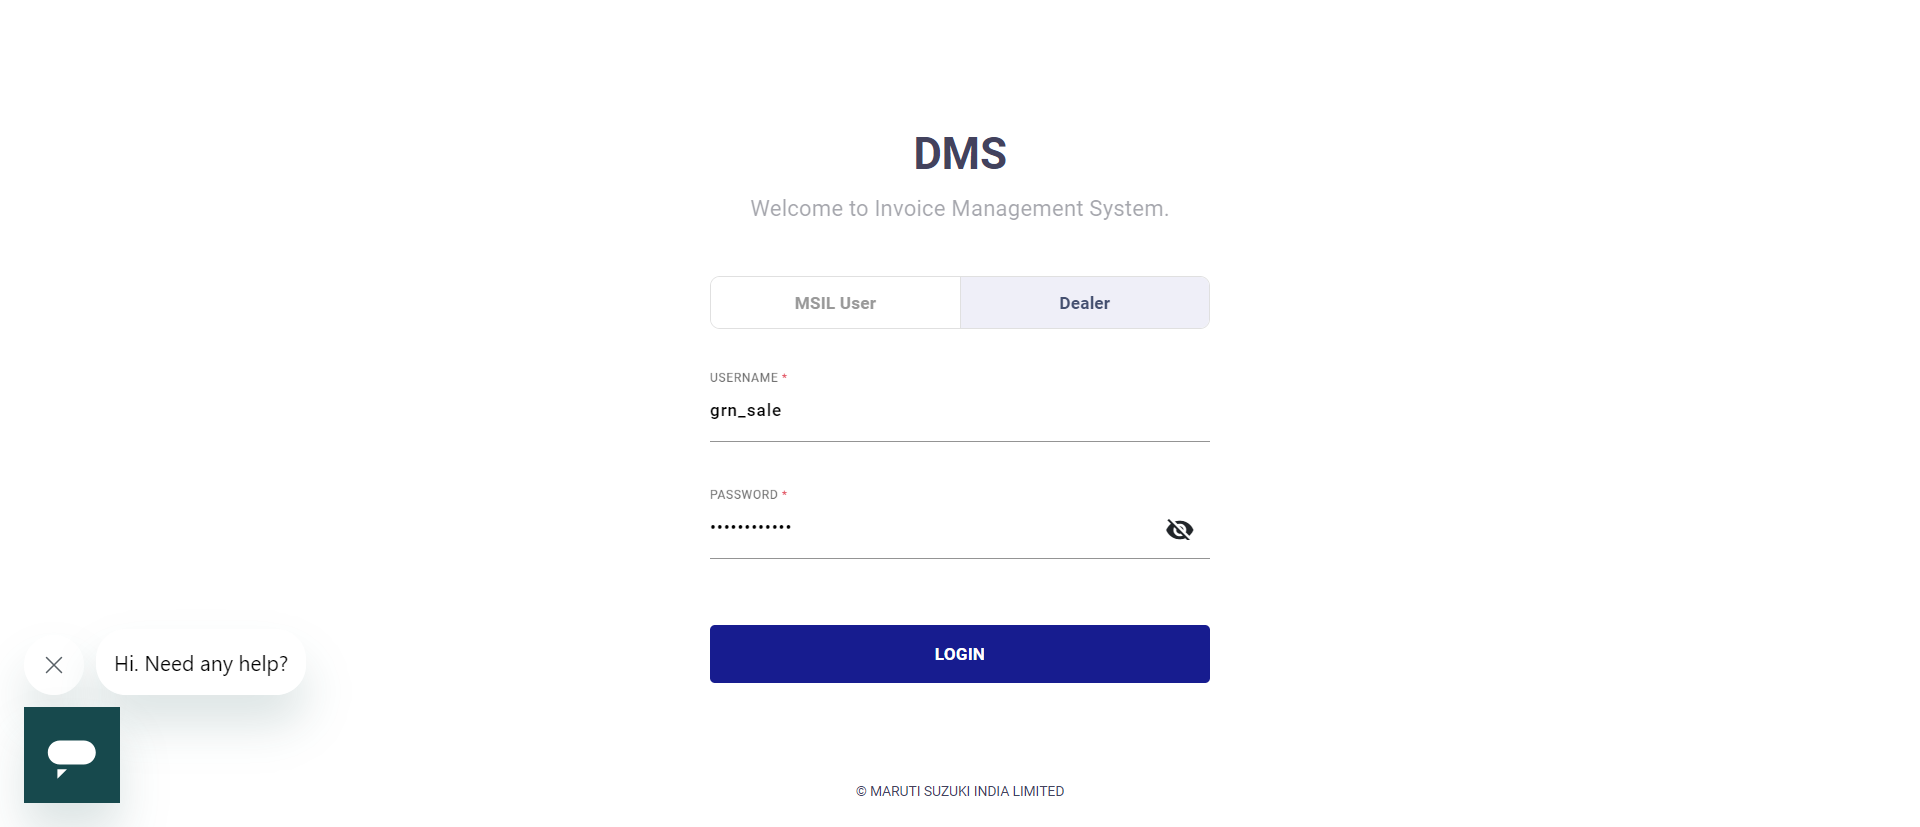 DMS
Welcome to Invoice Management System.
MSIL User
Dealer
USERNAME *
grn_sale
PASSWORD *
••••••••••••
LOGIN
Hi. Need any help?
© MARUTI SUZUKI INDIA LIMITED